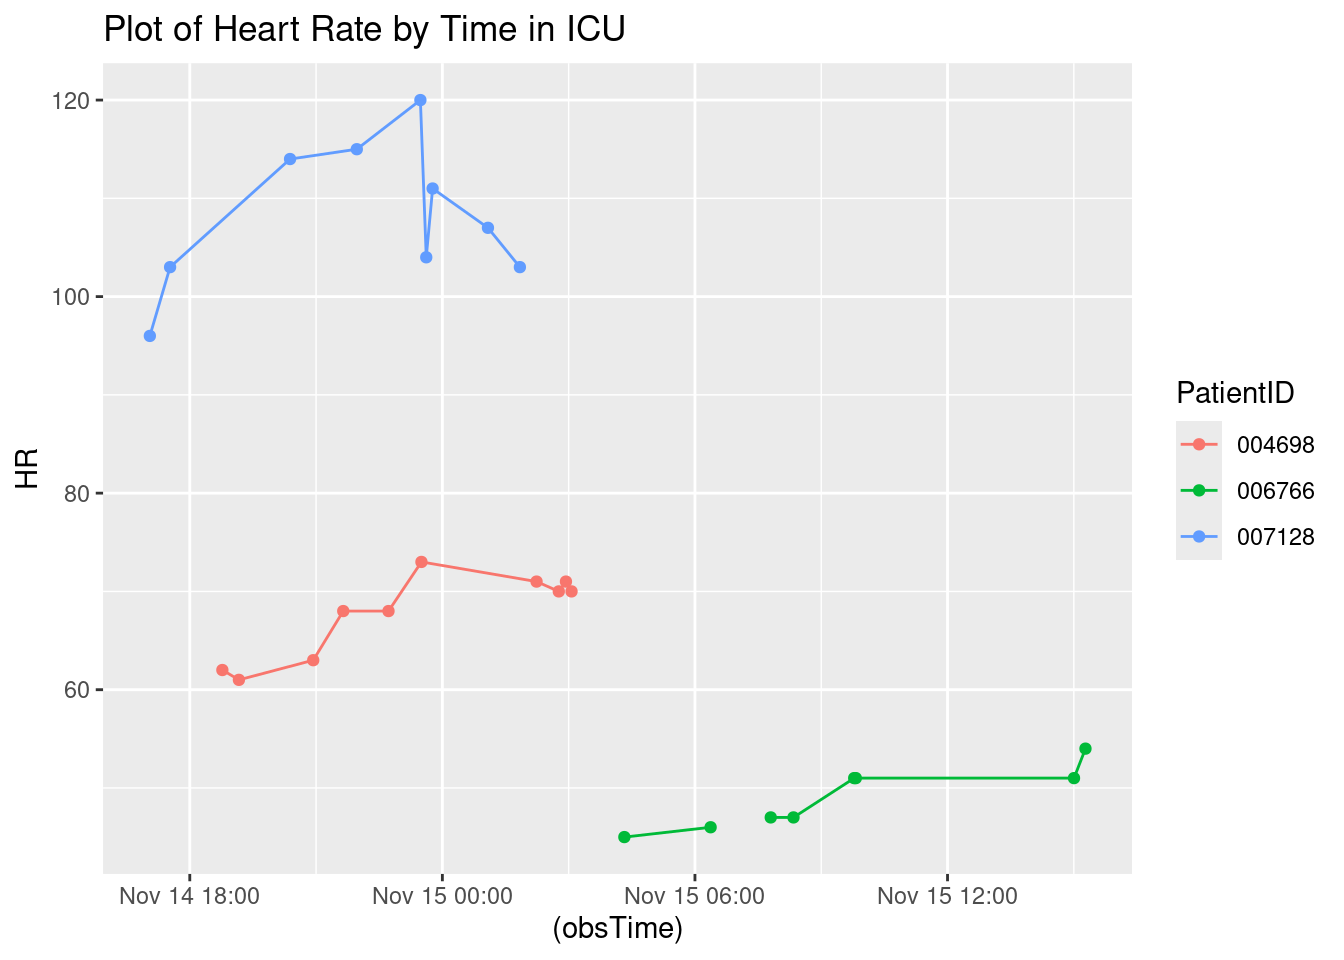 Plot of Heart Rate by Time in ICU
120
100
80
60
HR
Nov 14 18:00
Nov 15 00:00
Nov 15 06:00
Nov 15 12:00
(obsTime)
PatientID
004698
006766
007128